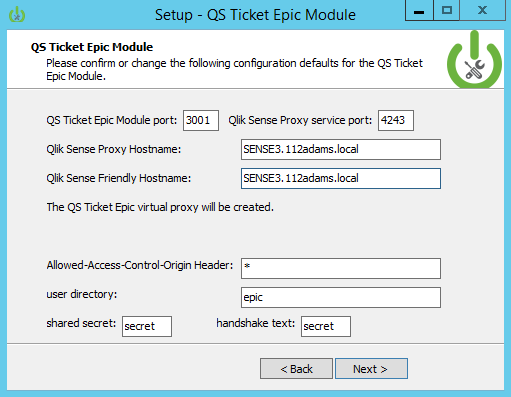 Setup - QS Ticket Epic Module
QS Ticket Epic Module
Please confirm or change the following configuration defaults for the QS Ticket
Epic Module.
QS Ticket Epic Module port: 3001 Qlik Sense Proxy service port: 4243
Qlik Sense Proxy Hostname: SENSE3.112adams.local
Qlik Sense Friendly Hostname: SENSE3.112adams.local
The QS Ticket Epic virtual proxy will be created.
Allowed-Access-Control-Origin Header: *
user directory: epic
shared secret: secret handshake text: secret
< Back Next >